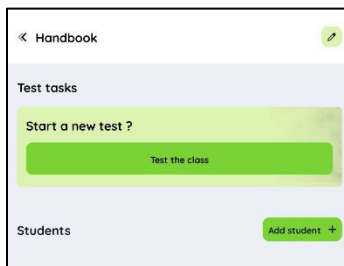 Handbook
Test tasks
Start a new test ?
Test the class
Students
Add student +